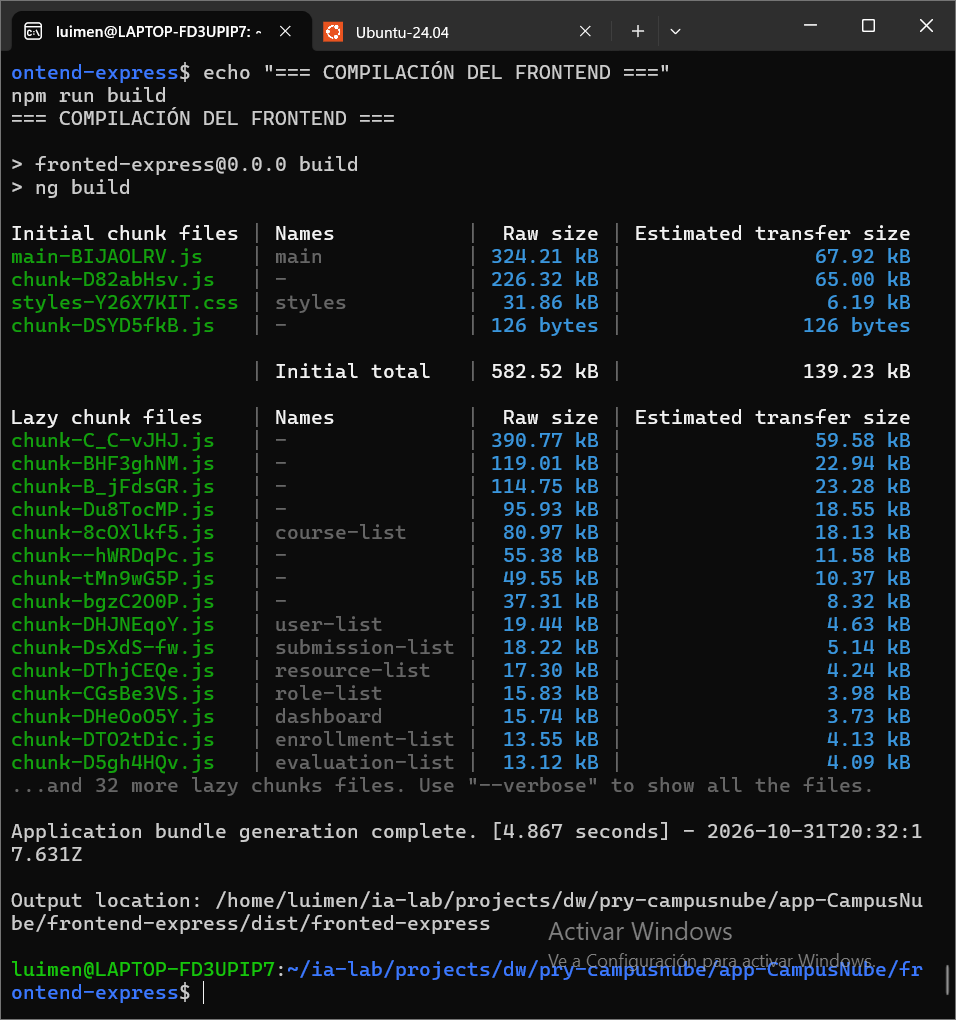 luimen@LAPTOP-FD3UPIP7: ~
Ubuntu-24.04
ontend-express$ echo "=== COMPILACIÓN DEL FRONTEND ==="
npm run build
=== COMPILACIÓN DEL FRONTEND ===
> fronted-express@0.0.0 build
> ng build
Initial chunk files | Names | Raw size | Estimated transfer size
main-BIJAOLRV.js | main | 324.21 kB | 67.92 kB
chunk-D82abHsv.js | - | 226.32 kB | 65.00 kB
styles-Y26X7KIT.css | styles | 31.86 kB | 6.19 kB
chunk-DSYD5fkB.js | - | 126 bytes | 126 bytes
| Initial total | 582.52 kB | 139.23 kB
Lazy chunk files | Names | Raw size | Estimated transfer size
chunk-C_C-vJHJ.js | - | 390.77 kB | 59.58 kB
chunk-BHF3ghNM.js | - | 119.01 kB | 22.94 kB
chunk-B_jFdsGR.js | - | 114.75 kB | 23.28 kB
chunk-Du8TocMP.js | - | 95.93 kB | 18.55 kB
chunk-8cOXlkf5.js | course-list | 80.97 kB | 18.13 kB
chunk--hWRDqPc.js | - | 55.38 kB | 11.58 kB
chunk-tMn9wG5P.js | - | 49.55 kB | 10.37 kB
chunk-bgzC2O0P.js | - | 37.31 kB | 8.32 kB
chunk-DHJNEqoY.js | user-list | 19.44 kB | 4.63 kB
chunk-DsXdS-fw.js | submission-list | 18.22 kB | 5.14 kB
chunk-DThjCEQe.js | resource-list | 17.30 kB | 4.24 kB
chunk-CGsBe3VS.js | role-list | 15.83 kB | 3.98 kB
chunk-DHeOoO5Y.js | dashboard | 15.74 kB | 3.73 kB
chunk-DTO2tDic.js | enrollment-list | 13.55 kB | 4.13 kB
chunk-D5gh4HQv.js | evaluation-list | 13.12 kB | 4.09 kB
...and 32 more lazy chunks files. Use "--verbose" to show all the files.
Application bundle generation complete. [4.867 seconds] - 2026-10-31T20:32:1
7.631Z
Output location: /home/luimen/ia-lab/projects/dw/pry-campusnube/app-CampusNu
be/frontend-express/dist/fronted-express
Activar Windows
Ve a Configuración para activar Windows.
luimen@LAPTOP-FD3UPIP7:~/ia-lab/projects/dw/pry-campusnube/app-CampusNube/fr
ontend-express$